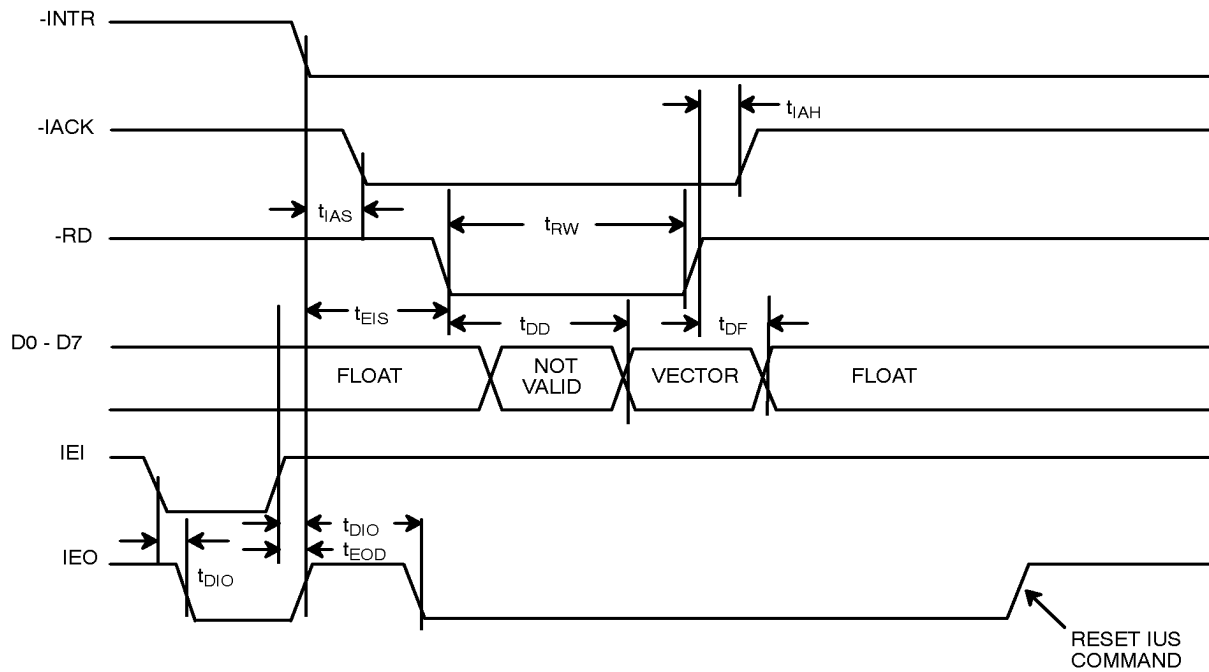 -INTR
tIAH
-IACK
tIAS
tRW
-RD
tEIS
tDD
tDF
D0 - D7
FLOAT
NOT
VALID
VECTOR
FLOAT
IEI
tDIO
tEOD
IEO
tDIO
RESET IUS
COMMAND